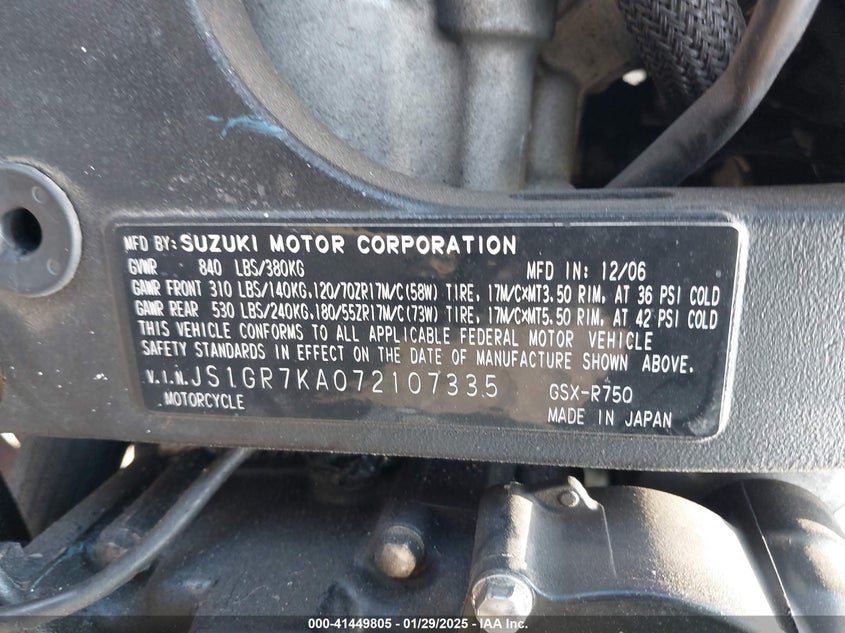 MFD BY: SUZUKI MOTOR CORPORATION
GVWR 840 LBS/380KG MFD IN: 12/06
GAWR FRONT 310 LBS/140KG,120/70ZR17M/C(58W) TIRE, 17M/CXMT3.50 RIM, AT 36 PSI COLD
GAWR REAR 530 LBS/240KG,180/55ZR17M/C(73W) TIRE, 17M/CXMT5.50 RIM, AT 42 PSI COLD
THIS VEHICLE CONFORMS TO ALL APPLICABLE FEDERAL MOTOR VEHICLE
SAFETY STANDARDS IN EFFECT ON THE DATE OF MANUFACTURE SHOWN ABOVE.
V.I.N. JS1GR7KA072107335 GSX-R750
MOTORCYCLE MADE IN JAPAN
000-41449805 - 01/29/2025 - IAA Inc.